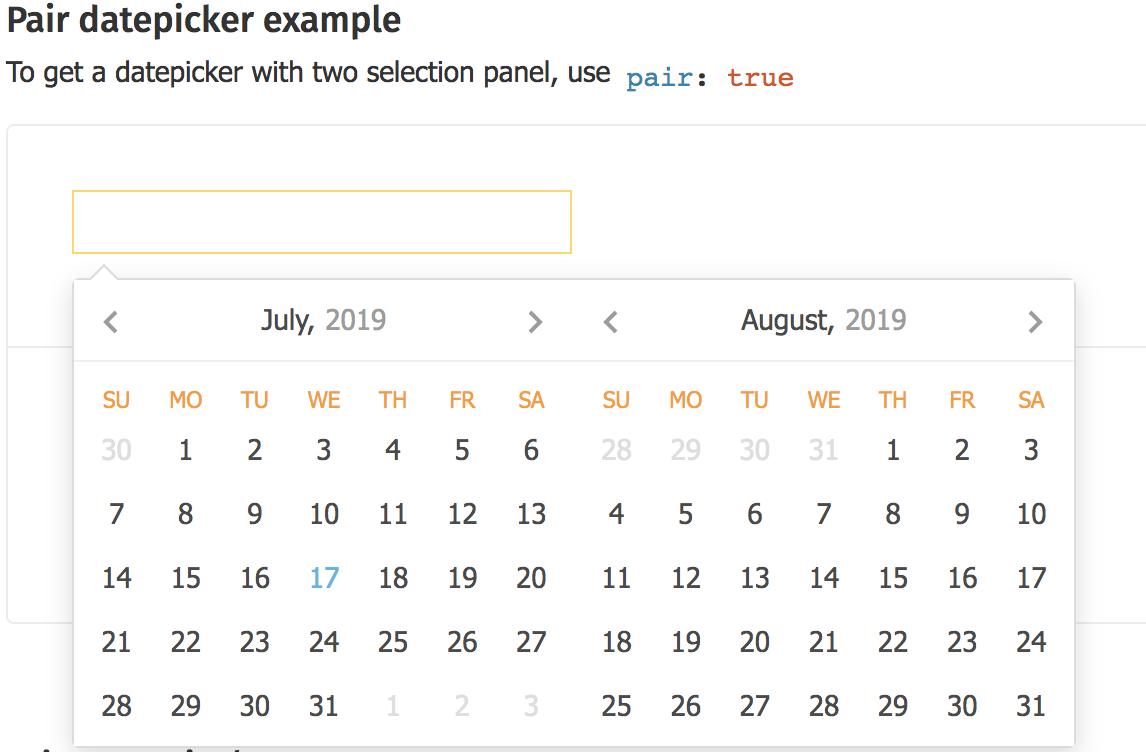 Pair datepicker example
To get a datepicker with two selection panel, use pair: true
July, 2019
SU MO TU WE TH FR SA
30 1 2 3 4 5 6
7 8 9 10 11 12 13
14 15 16 17 18 19 20
21 22 23 24 25 26 27
28 29 30 31 1 2 3
August, 2019
SU MO TU WE TH FR SA
28 29 30 31 1 2 3
4 5 6 7 8 9 10
11 12 13 14 15 16 17
18 19 20 21 22 23 24
25 26 27 28 29 30 31